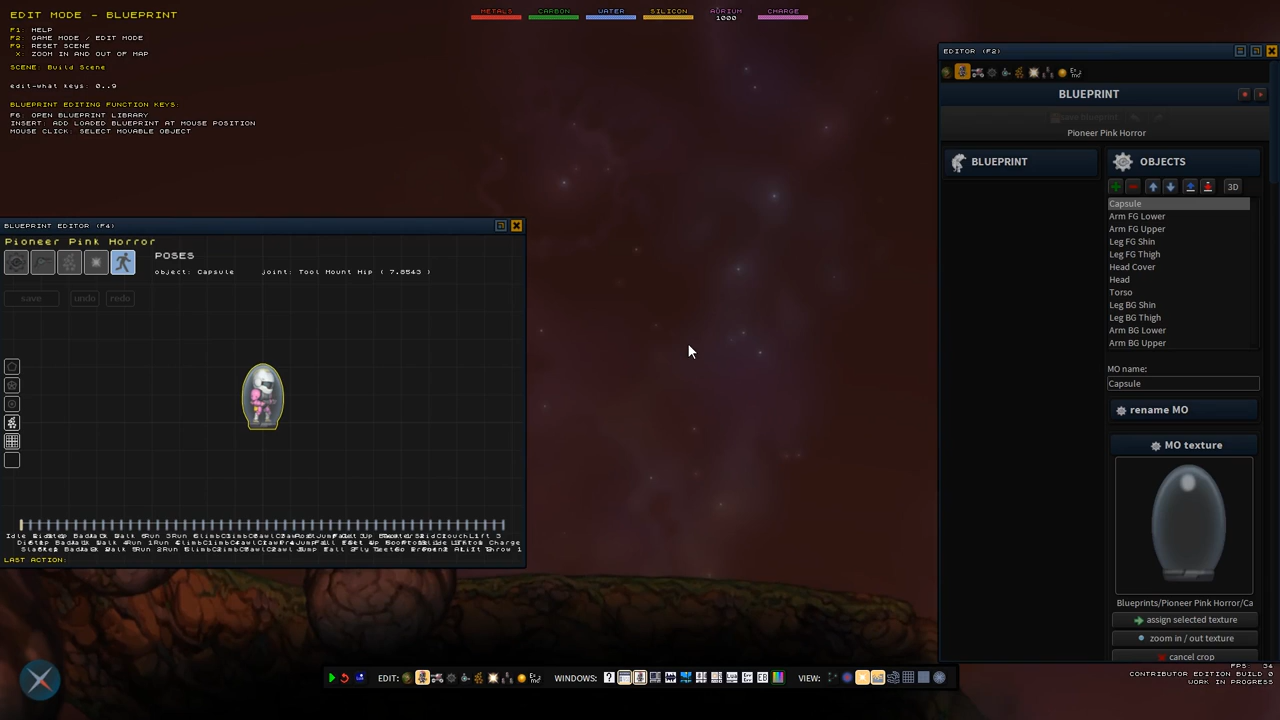 EDIT MODE - BLUEPRINT
F1: HELP
F2: GAME MODE / EDIT MODE
F9: RESET SCENE
X: ZOOM IN AND OUT OF MAP
SCENE: Build Scene
edit-what keys: 0..9
BLUEPRINT EDITING FUNCTION KEYS:
F6: OPEN BLUEPRINT LIBRARY
INSERT: ADD LOADED BLUEPRINT AT MOUSE POSITION
MOUSE CLICK: SELECT MOVABLE OBJECT
METALS
CARBON
WATER
SILICON
ADRIUM
CHARGE
1000
EDITOR (F2)
BLUEPRINT
save blueprint
Pioneer Pink Horror
BLUEPRINT
OBJECTS
3D
Capsule
Arm FG Lower
Arm FG Upper
Leg FG Shin
Leg FG Thigh
Head Cover
Head
Torso
Leg BG Shin
Leg BG Thigh
Arm BG Lower
Arm BG Upper
MO name:
Capsule
rename MO
MO texture
Blueprints/Pioneer Pink Horror/Ca
assign selected texture
zoom in / out texture
cancel crop
BLUEPRINT EDITOR (F4)
Pioneer Pink Horror
POSES
object: Capsule joint: Tool Mount Hip ( 7.8543 )
save undo redo
LAST ACTION:
EDIT:
WINDOWS:
VIEW:
FPS: 34
CONTRIBUTOR EDITION BUILD 0
WORK IN PROGRESS